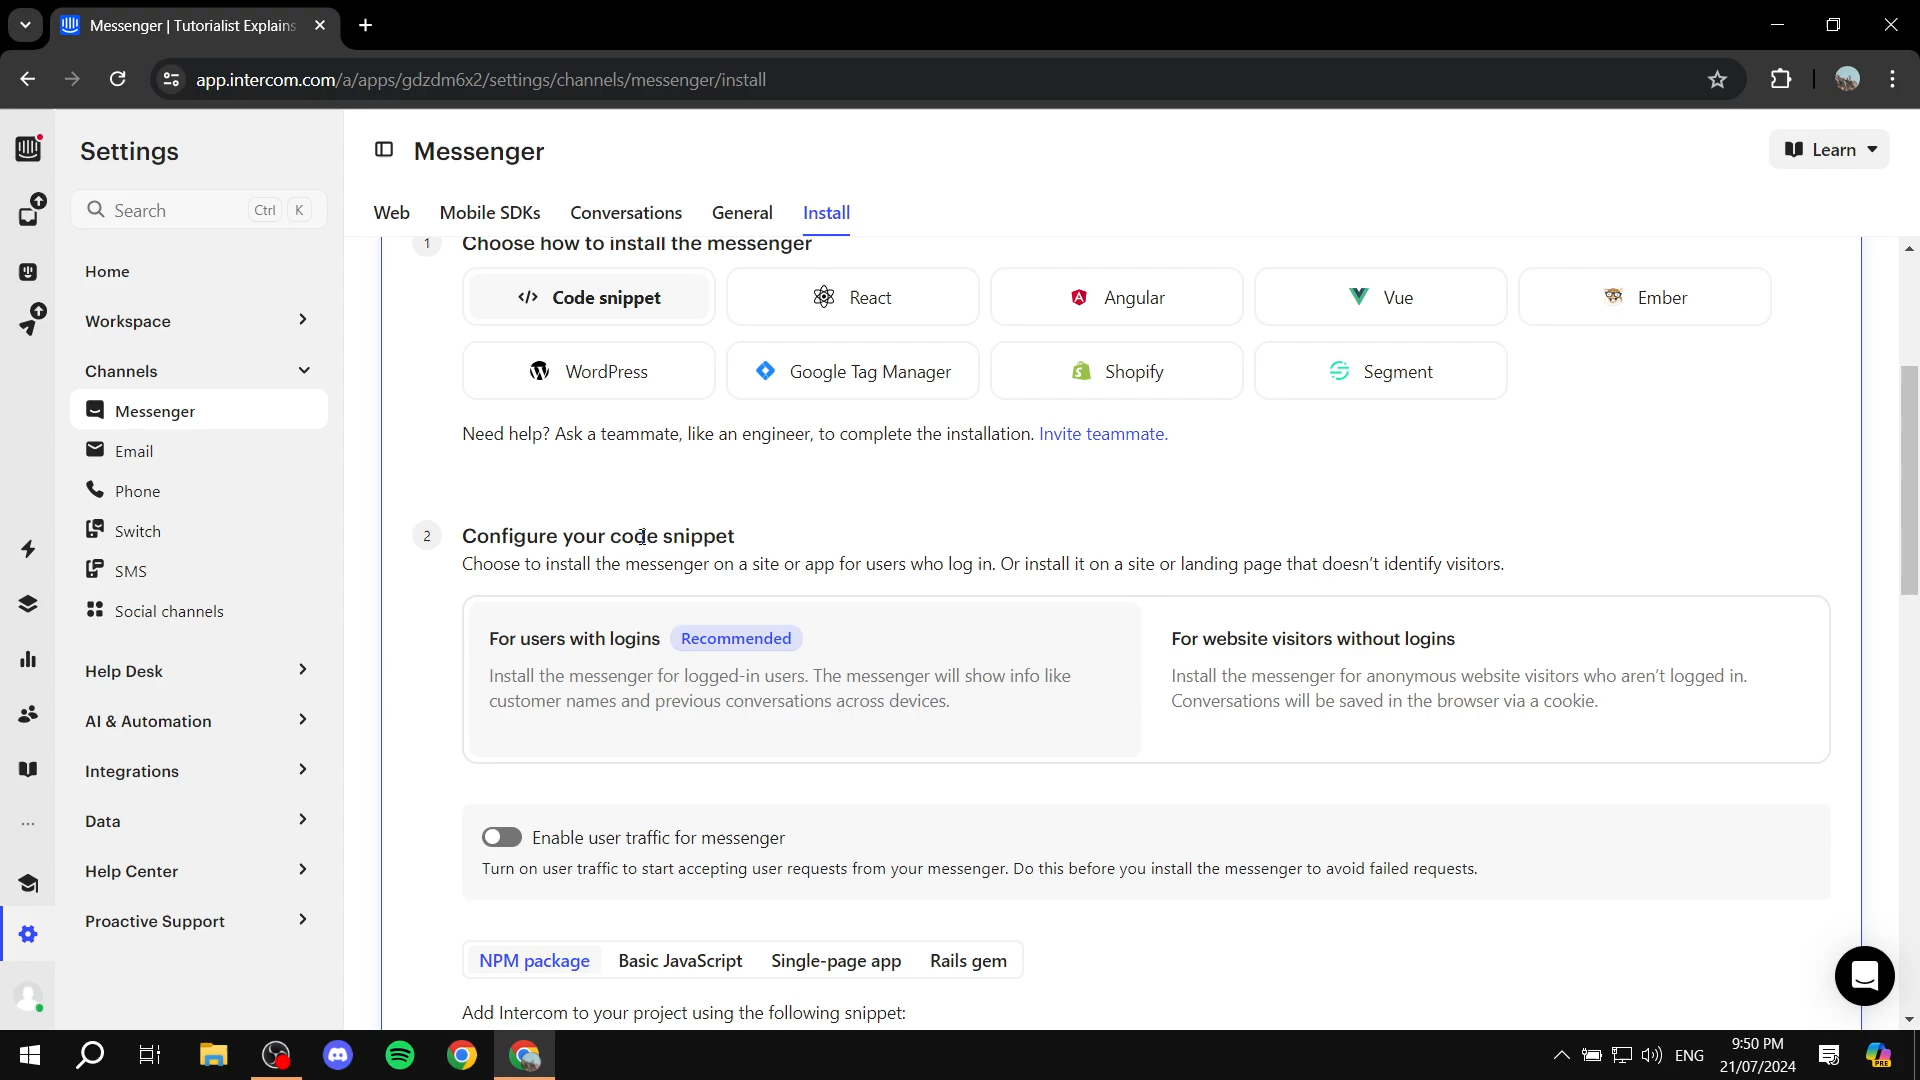 Messenger | Tutorialist Explains
app.intercom.com/a/apps/gdzdm6x2/settings/channels/messenger/install
Settings
Search Ctrl K
Home
Workspace
Channels
Messenger
Email
Phone
Switch
SMS
Social channels
Help Desk
AI & Automation
Integrations
Data
Help Center
Proactive Support
Messenger
Learn
Web Mobile SDKs Conversations General Install
1 Choose how to install the messenger
Code snippet React Angular Vue Ember
WordPress Google Tag Manager Shopify Segment
Need help? Ask a teammate, like an engineer, to complete the installation. Invite teammate.
2 Configure your code snippet
Choose to install the messenger on a site or app for users who log in. Or install it on a site or landing page that doesn't identify visitors.
For users with logins Recommended
Install the messenger for logged-in users. The messenger will show info like
customer names and previous conversations across devices.
For website visitors without logins
Install the messenger for anonymous website visitors who aren't logged in.
Conversations will be saved in the browser via a cookie.
Enable user traffic for messenger
Turn on user traffic to start accepting user requests from your messenger. Do this before you install the messenger to avoid failed requests.
NPM package Basic JavaScript Single-page app Rails gem
Add Intercom to your project using the following snippet:
ENG
9:50 PM
21/07/2024
PRE